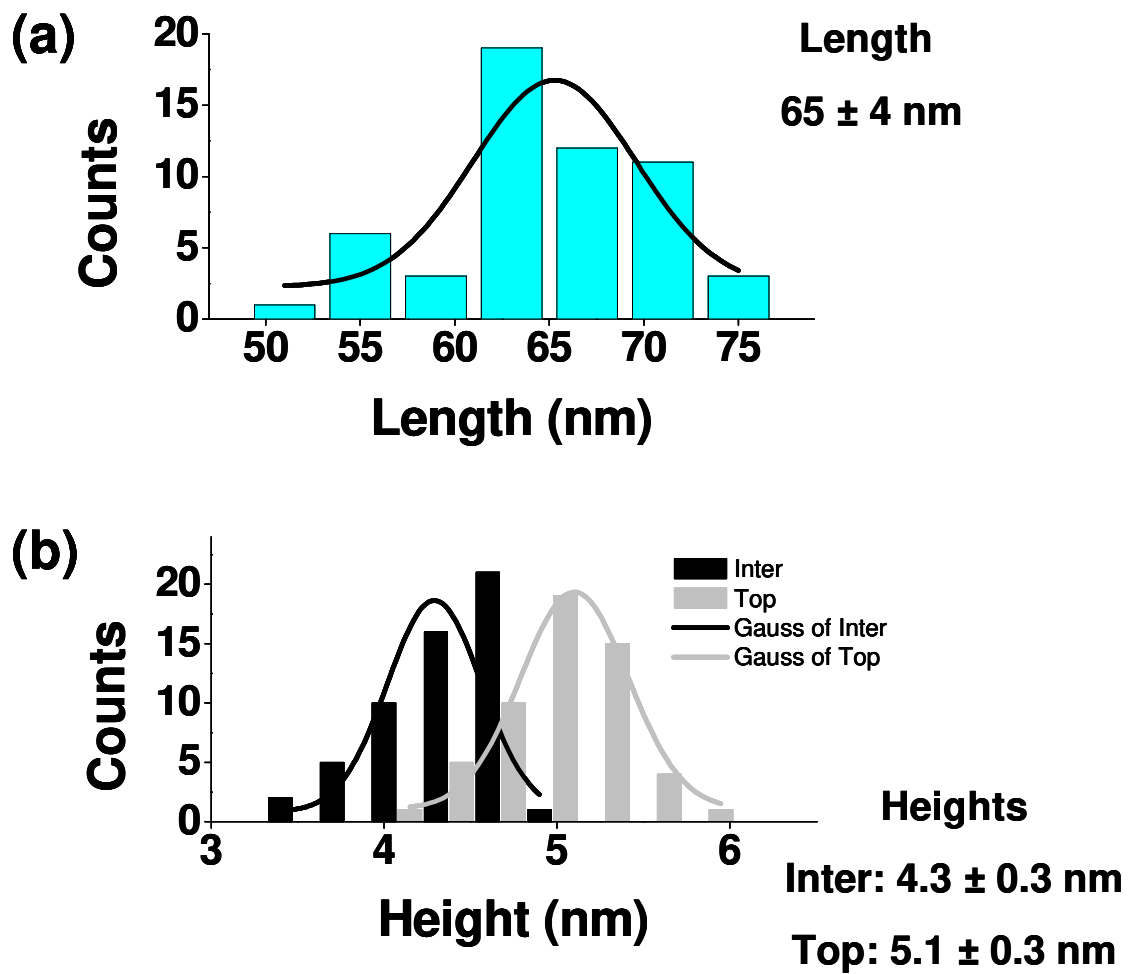 (a)
20
15
10
5
0
Counts
50 55 60 65 70 75
Length (nm)
Length
65 ± 4 nm
(b)
20
15
10
5
0
Counts
3 4 5 6
Height (nm)
Inter
Top
Gauss of Inter
Gauss of Top
Heights
Inter: 4.3 ± 0.3 nm
Top: 5.1 ± 0.3 nm